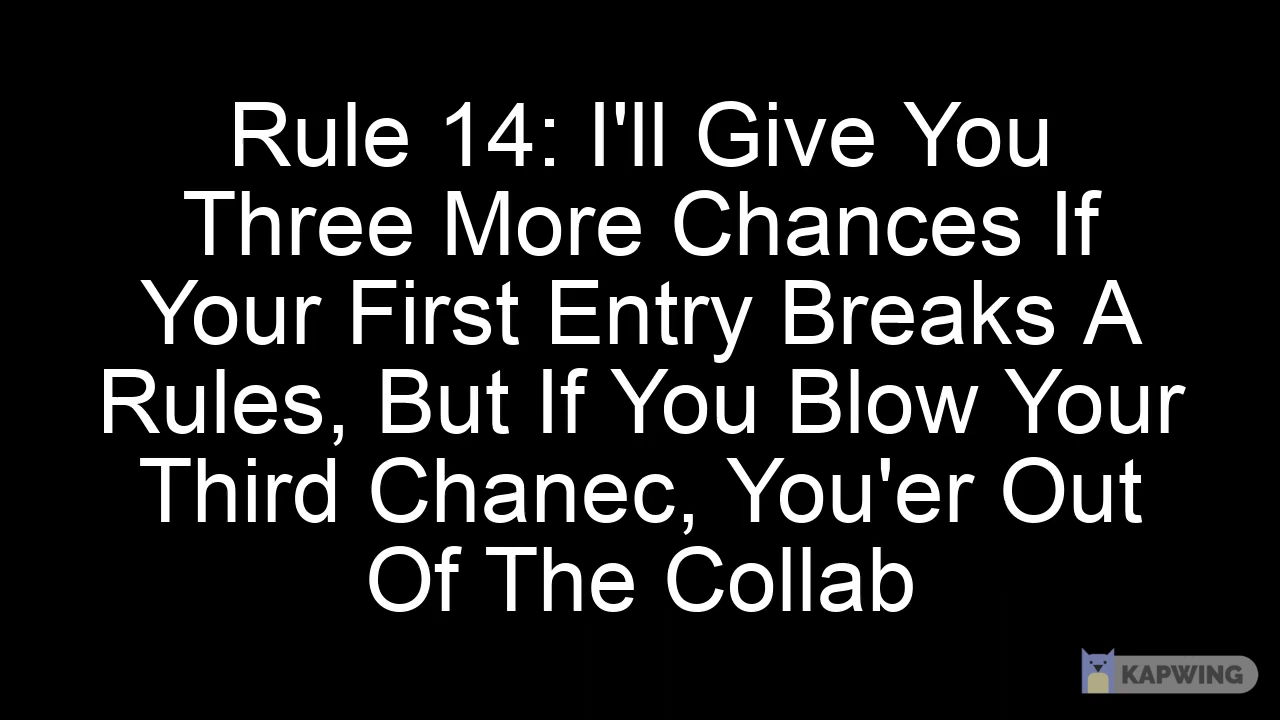 Rule 14: I'll Give You
Three More Chances If
Your First Entry Breaks A
Rules, But If You Blow Your
Third Chanec, You'er Out
Of The Collab
KAPWING